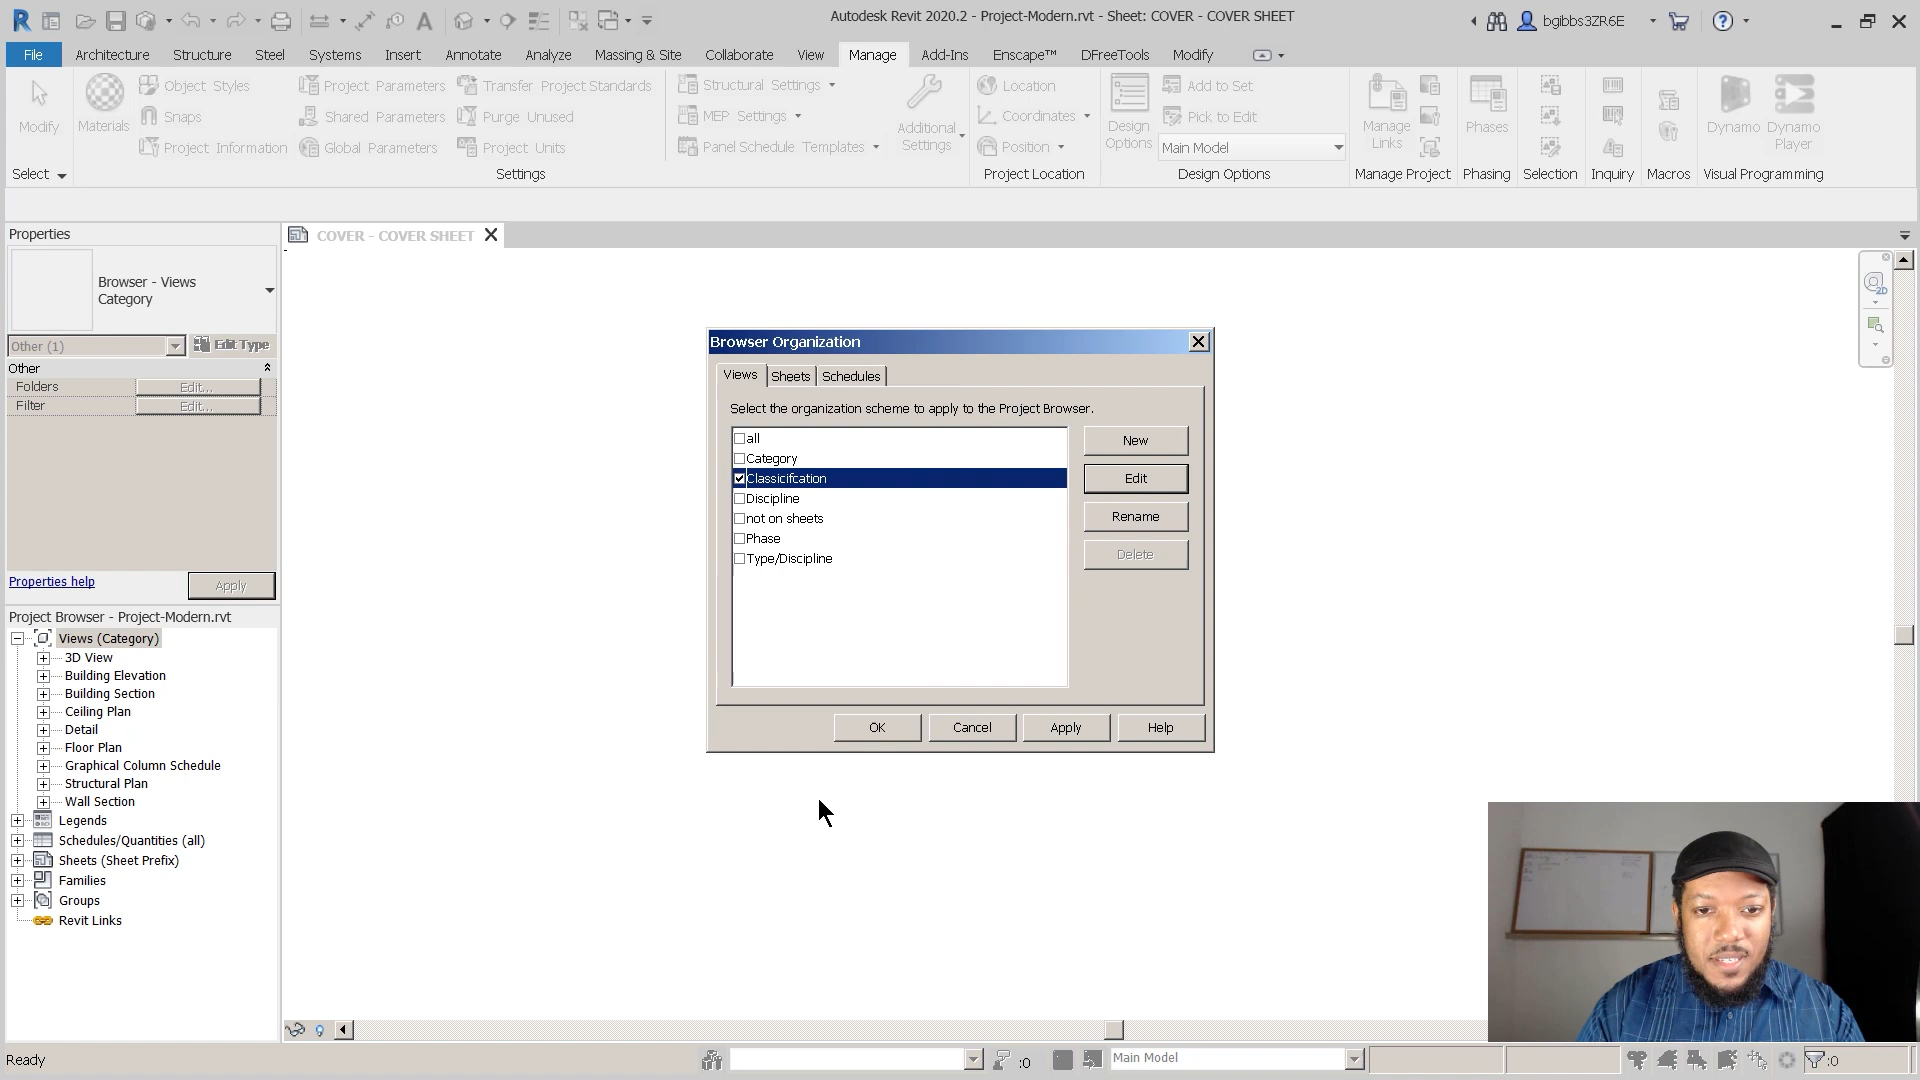 Autodesk Revit 2020.2 - Project-Modern.rvt - Sheet: COVER - COVER SHEET
bgibbs3ZR6E
File Architecture Structure Steel Systems Insert Annotate Analyze Massing & Site Collaborate View Manage Add-Ins Enscape™ DFreeTools Modify
Modify
Materials
Object Styles
Snaps
Project Information
Project Parameters
Shared Parameters
Global Parameters
Transfer Project Standards
Purge Unused
Project Units
Structural Settings
MEP Settings
Panel Schedule Templates
Additional
Settings
Location
Coordinates
Position
Design
Options
Add to Set
Pick to Edit
Main Model
Manage
Links
Phases
Dynamo
Dynamo
Player
Select
Settings
Project Location
Design Options
Manage Project
Phasing
Selection
Inquiry
Macros
Visual Programming
Properties
Browser - Views
Category
Other (1)
Edit Type
Other
Folders
Edit...
Filter
Edit...
Properties help
Apply
Project Browser - Project-Modern.rvt
Views (Category)
3D View
Building Elevation
Building Section
Ceiling Plan
Detail
Floor Plan
Graphical Column Schedule
Structural Plan
Wall Section
Legends
Schedules/Quantities (all)
Sheets (Sheet Prefix)
Families
Groups
Revit Links
COVER - COVER SHEET
2D
Browser Organization
Views Sheets Schedules
Select the organization scheme to apply to the Project Browser.
all
Category
Classicifcation
Discipline
not on sheets
Phase
Type/Discipline
New
Edit
Rename
Delete
OK Cancel Apply Help
Ready
:0
Main Model
:0